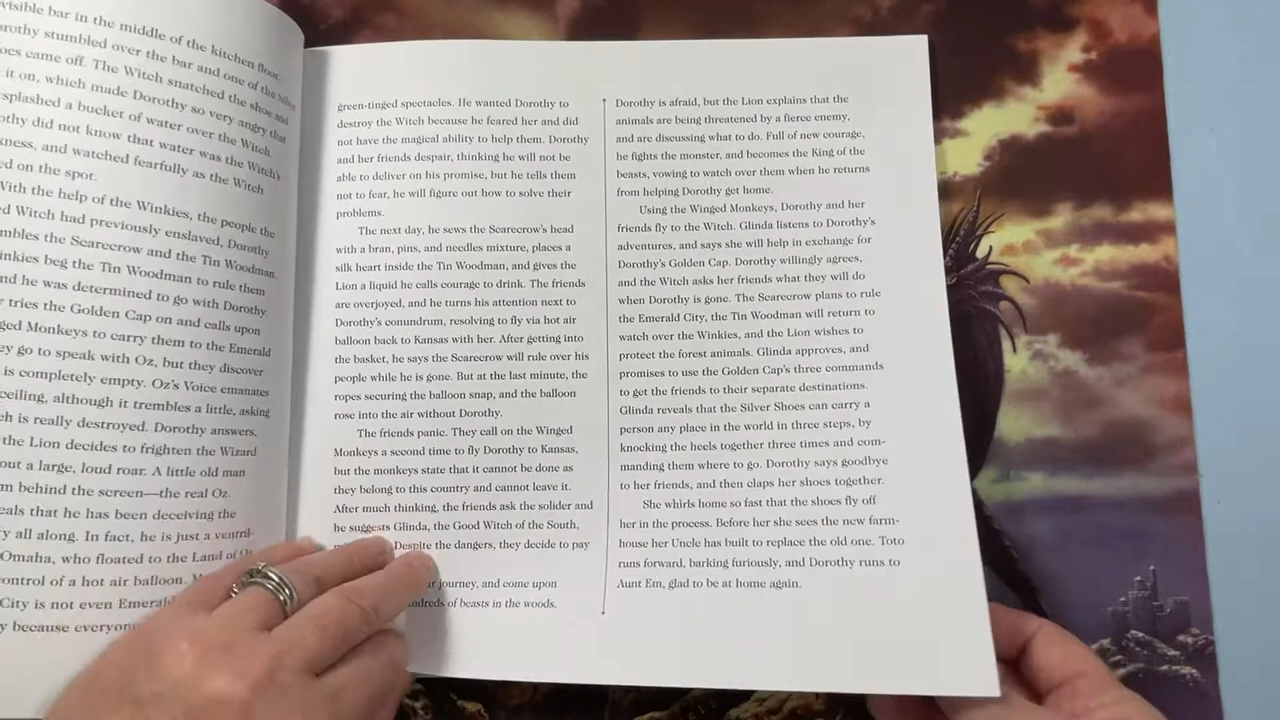 visible bar in the middle of the kitchen floor.
stumbled over the bar and one of the Silver
came off. The Witch snatched the shoe and
it on, which made Dorothy so very angry that
splashed a bucket of water over the Witch.
did not know that water was the Witch's
and watched fearfully as the Witch
on the spot.
With the help of the Winkies, the people the
Witch had previously enslaved, Dorothy
the Scarecrow and the Tin Woodman.
beg the Tin Woodman to rule them
he was determined to go with Dorothy.
tries the Golden Cap on and calls upon
Monkeys to carry them to the Emerald
go to speak with Oz, but they discover
is completely empty. Oz's Voice emanates
ceiling, although it trembles a little, asking
is really destroyed. Dorothy answers,
the Lion decides to frighten the Wizard
out a large, loud roar. A little old man
behind the screen—the real Oz.
that he has been deceiving the
all along. In fact, he is just a ventril-
Omaha, who floated to the Land of
control of a hot air balloon.
City is not even
because
green-tinged spectacles. He wanted Dorothy to
destroy the Witch because he feared her and did
not have the magical ability to help them. Dorothy
and her friends despair, thinking he will not be
able to deliver on his promise, but he tells them
not to fear, he will figure out how to solve their
problems.
The next day, he sews the Scarecrow's head
with a bran, pins, and needles mixture, places a
silk heart inside the Tin Woodman, and gives the
Lion a liquid he calls courage to drink. The friends
are overjoyed, and he turns his attention next to
Dorothy's conundrum, resolving to fly via hot air
balloon back to Kansas with her. After getting into
the basket, he says the Scarecrow will rule over his
people while he is gone. But at the last minute, the
ropes securing the balloon snap, and the balloon
rose into the air without Dorothy.
The friends panic. They call on the Winged
Monkeys a second time to fly Dorothy to Kansas,
but the monkeys state that it cannot be done as
they belong to this country and cannot leave it.
After much thinking, the friends ask the solider and
he suggests Glinda, the Good Witch of the South,
Despite the dangers, they decide to pay
journey, and come upon
of beasts in the woods.
Dorothy is afraid, but the Lion explains that the
animals are being threatened by a fierce enemy,
and are discussing what to do. Full of new courage,
he fights the monster, and becomes the King of the
beasts, vowing to watch over them when he returns
from helping Dorothy get home.
Using the Winged Monkeys, Dorothy and her
friends fly to the Witch. Glinda listens to Dorothy's
adventures, and says she will help in exchange for
Dorothy's Golden Cap. Dorothy willingly agrees,
and the Witch asks her friends what they will do
when Dorothy is gone. The Scarecrow plans to rule
the Emerald City, the Tin Woodman will return to
watch over the Winkies, and the Lion wishes to
protect the forest animals. Glinda approves, and
promises to use the Golden Cap's three commands
to get the friends to their separate destinations.
Glinda reveals that the Silver Shoes can carry a
person any place in the world in three steps, by
knocking the heels together three times and com-
manding them where to go. Dorothy says goodbye
to her friends, and then claps her shoes together.
She whirls home so fast that the shoes fly off
her in the process. Before her she sees the new farm-
house her Uncle has built to replace the old one. Toto
runs forward, barking furiously, and Dorothy runs to
Aunt Em, glad to be at home again.